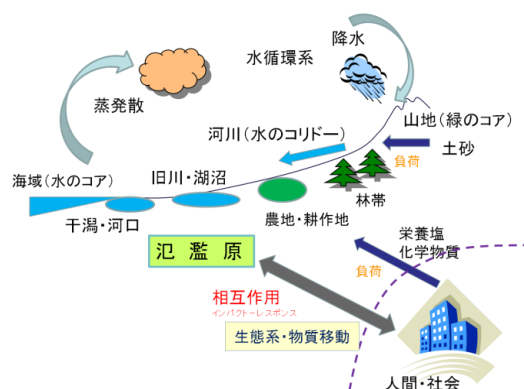 降水
水循環系
蒸発散
山地（緑のコア）
河川（水のコリドー）
土砂
負荷
海域（水のコア）
旧川・湖沼
林帯
干潟・河口
農地・耕作地
栄養塩
化学物質
氾濫原
負荷
相互作用
インパクトーレスポンス
生態系・物質移動
人間・社会